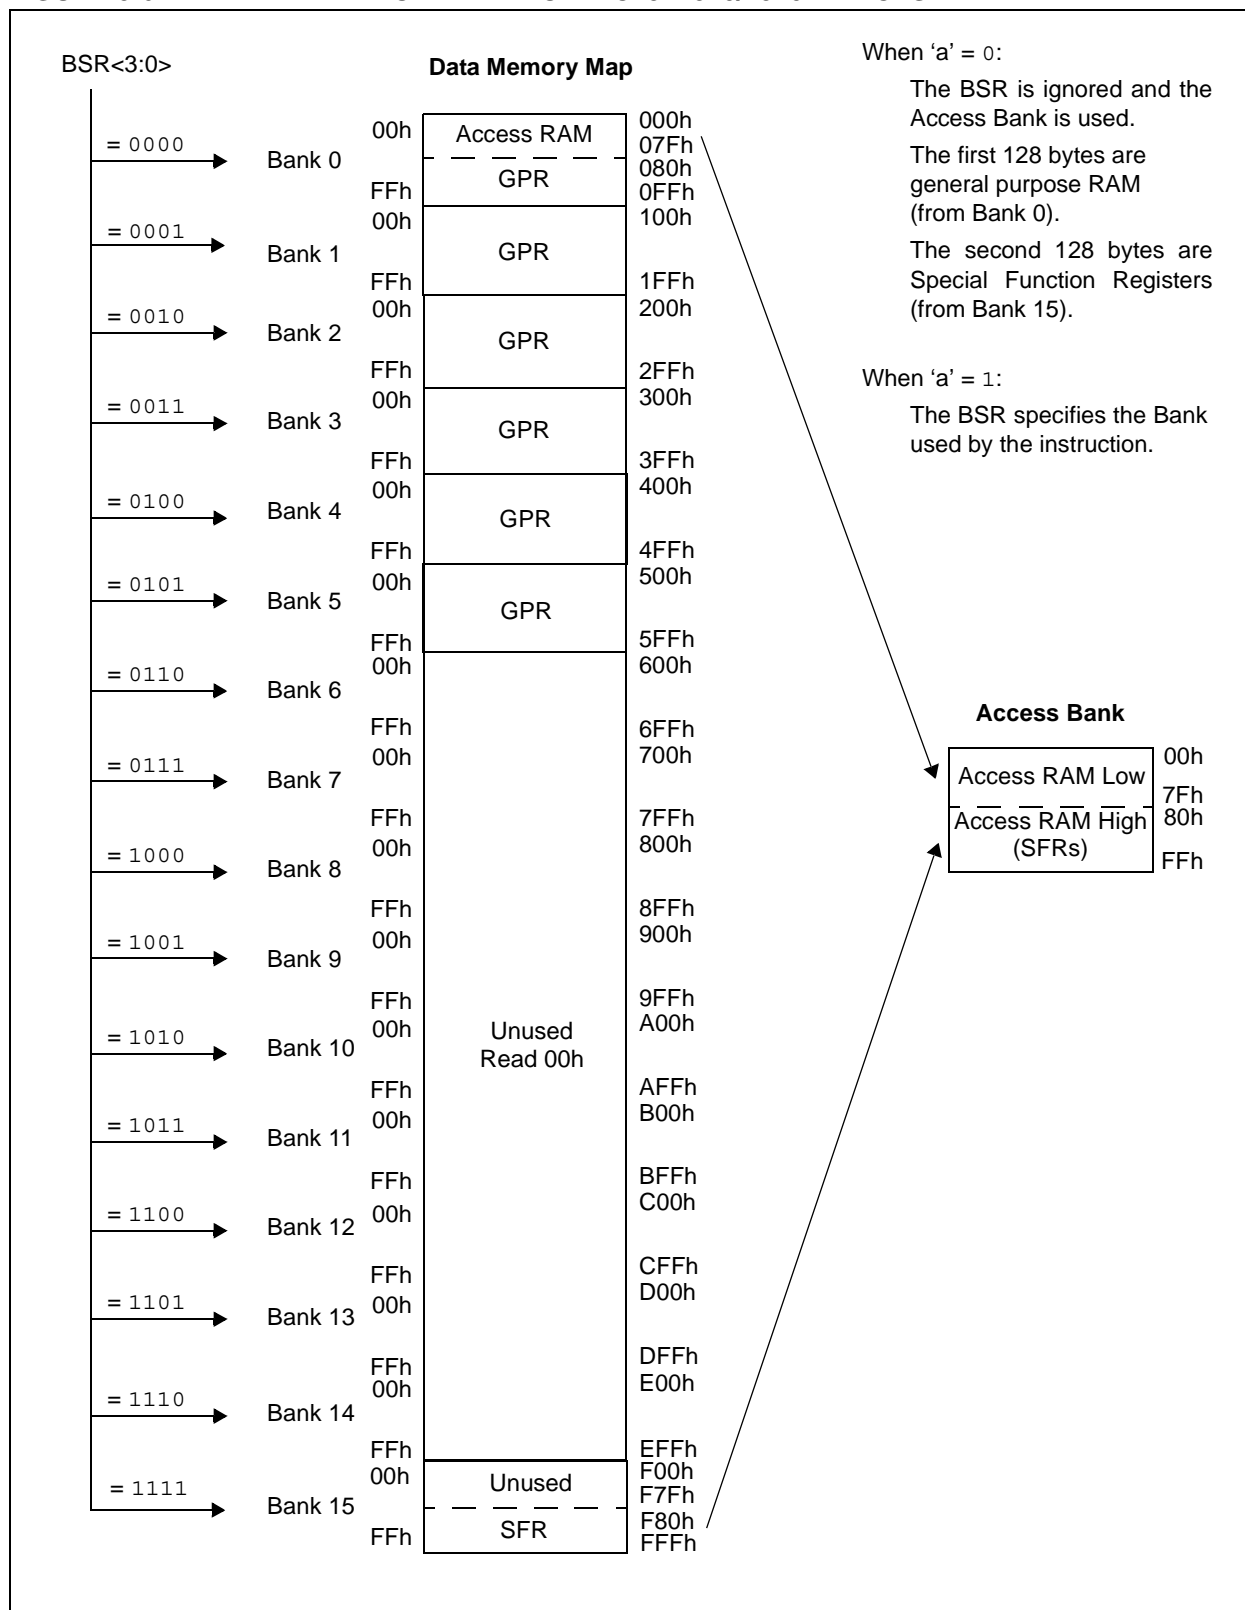 BSR<3:0>
Data Memory Map
When ‘a’ = 0:
The BSR is ignored and the
Access Bank is used.
The first 128 bytes are
general purpose RAM
(from Bank 0).
The second 128 bytes are
Special Function Registers
(from Bank 15).
When ‘a’ = 1:
The BSR specifies the Bank
used by the instruction.
= 0000
Bank 0
00h
FFh
Access RAM
GPR
000h
07Fh
080h
0FFh
= 0001
Bank 1
00h
FFh
GPR
100h
1FFh
= 0010
Bank 2
00h
FFh
GPR
200h
2FFh
= 0011
Bank 3
00h
FFh
GPR
300h
3FFh
= 0100
Bank 4
00h
FFh
GPR
400h
4FFh
= 0101
Bank 5
00h
FFh
GPR
500h
5FFh
= 0110
Bank 6
00h
FFh
600h
6FFh
= 0111
Bank 7
00h
FFh
700h
7FFh
= 1000
Bank 8
00h
FFh
800h
8FFh
= 1001
Bank 9
00h
FFh
900h
9FFh
= 1010
Bank 10
00h
FFh
Unused
Read 00h
A00h
AFFh
= 1011
Bank 11
00h
FFh
B00h
BFFh
= 1100
Bank 12
00h
FFh
C00h
CFFh
= 1101
Bank 13
00h
FFh
D00h
DFFh
= 1110
Bank 14
00h
FFh
E00h
EFFh
= 1111
Bank 15
00h
FFh
Unused
SFR
F00h
F7Fh
F80h
FFFh
Access Bank
Access RAM Low
Access RAM High
(SFRs)
00h
7Fh
80h
FFh